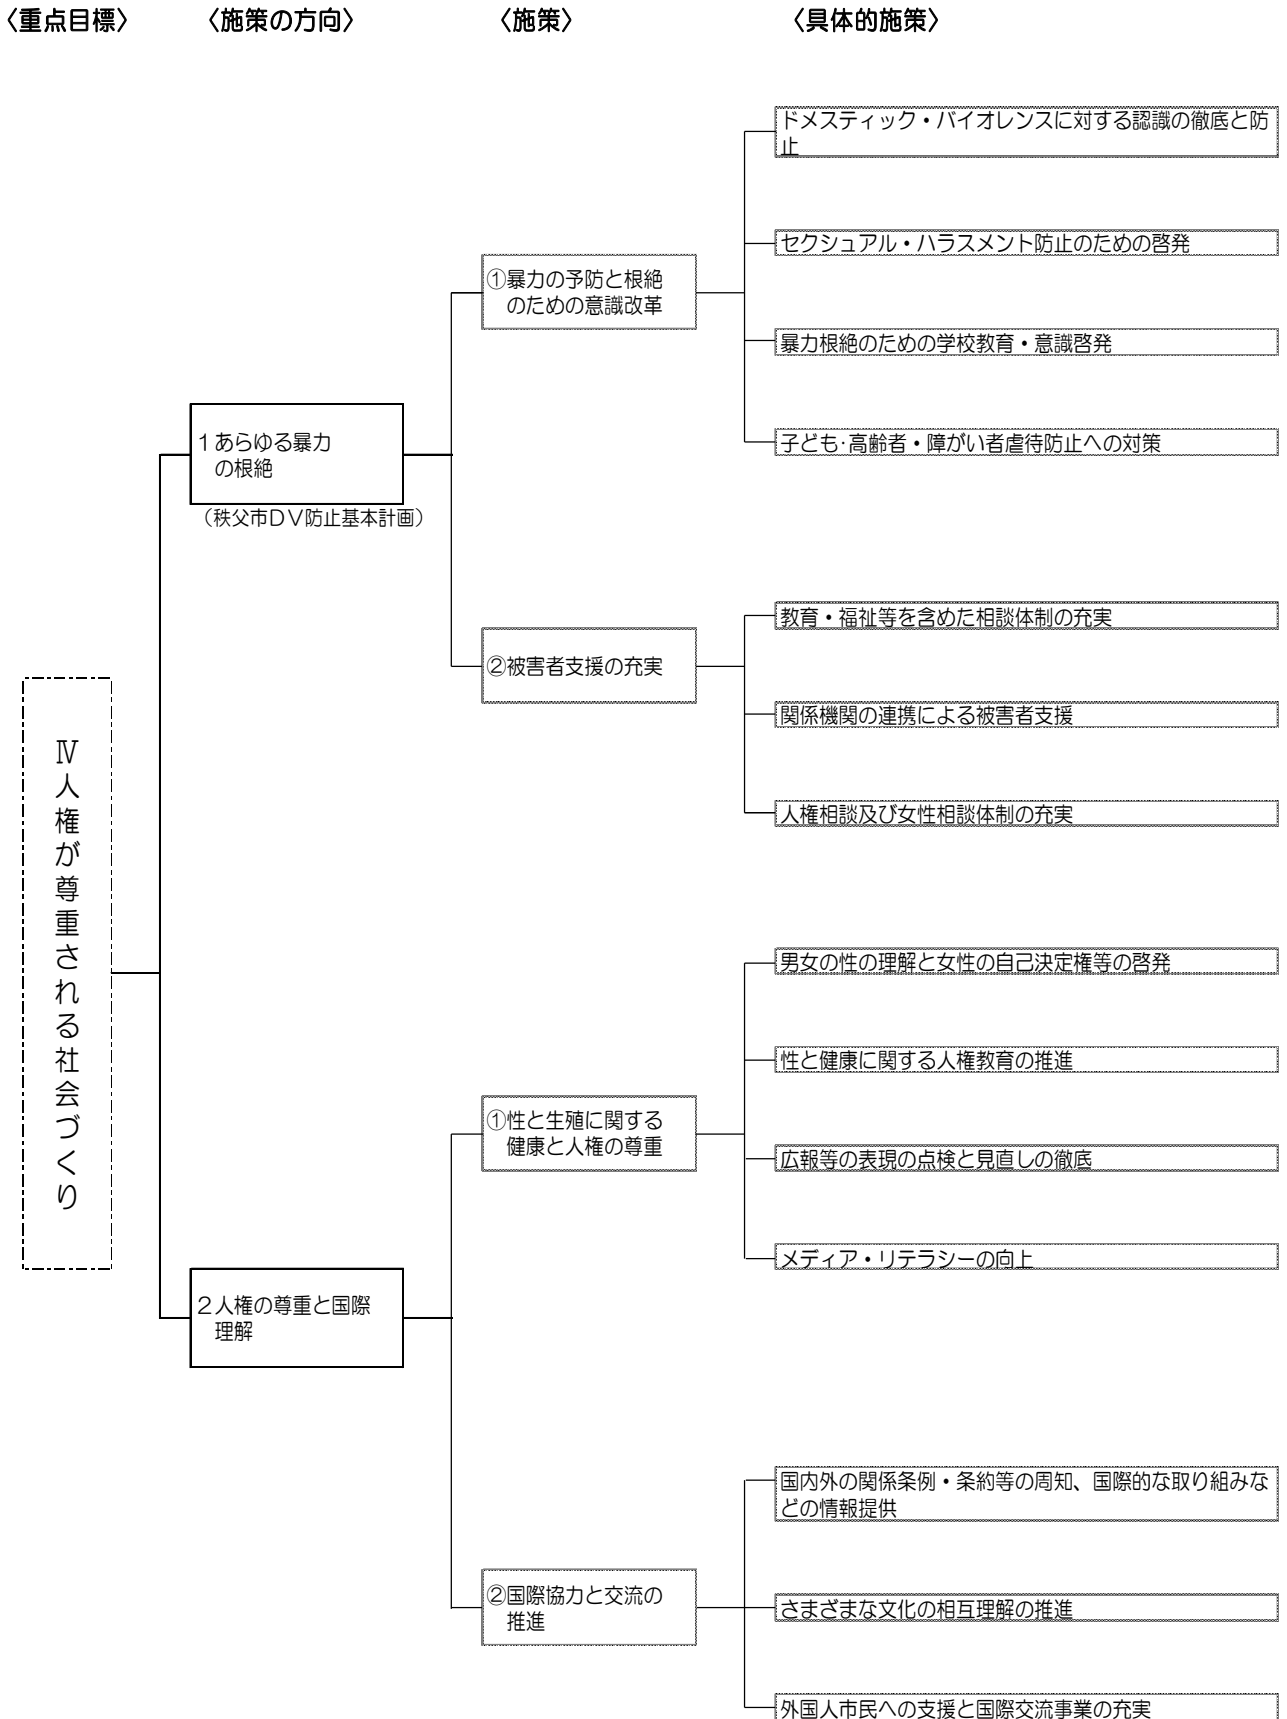 〈重点目標〉 〈施策の方向〉 〈施策〉 〈具体的施策〉
Ⅳ人権が尊重される社会づくり
１あらゆる暴力
の根絶
（秩父市ＤＶ防止基本計画）
①暴力の予防と根絶
のための意識改革
ドメスティック・バイオレンスに対する認識の徹底と防
止
セクシュアル・ハラスメント防止のための啓発
暴力根絶のための学校教育・意識啓発
子ども･高齢者・障がい者虐待防止への対策
②被害者支援の充実
教育・福祉等を含めた相談体制の充実
関係機関の連携による被害者支援
人権相談及び女性相談体制の充実
２人権の尊重と国際
理解
①性と生殖に関する
健康と人権の尊重
男女の性の理解と女性の自己決定権等の啓発
性と健康に関する人権教育の推進
広報等の表現の点検と見直しの徹底
メディア・リテラシーの向上
②国際協力と交流の
推進
国内外の関係条例・条約等の周知、国際的な取り組みな
どの情報提供
さまざまな文化の相互理解の推進
外国人市民への支援と国際交流事業の充実